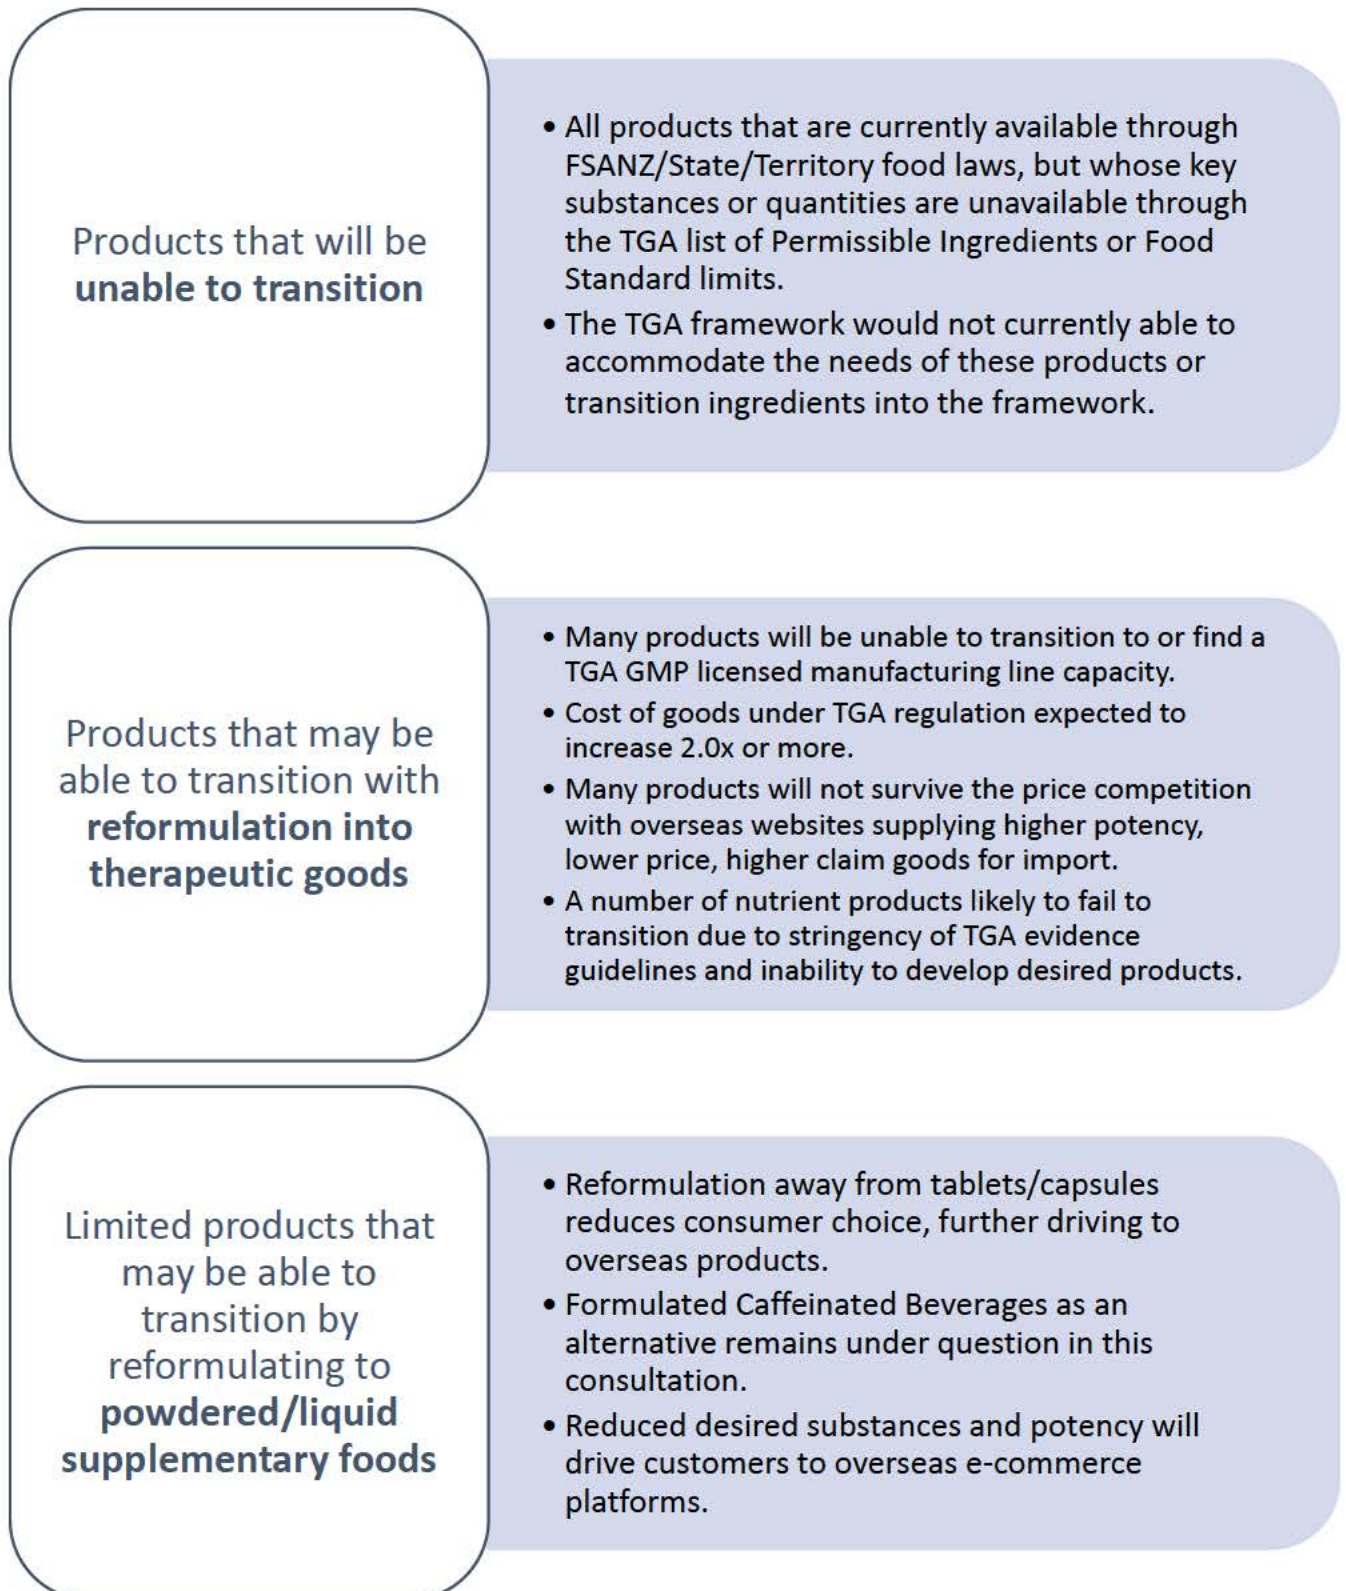 Products that will be
unable to transition
• All products that are currently available through
FSANZ/State/Territory food laws, but whose key
substances or quantities are unavailable through
the TGA list of Permissible Ingredients or Food
Standard limits.
• The TGA framework would not currently able to
accommodate the needs of these products or
transition ingredients into the framework.
Products that may be
able to transition with
reformulation into
therapeutic goods
• Many products will be unable to transition to or find a
TGA GMP licensed manufacturing line capacity.
• Cost of goods under TGA regulation expected to
increase 2.0x or more.
• Many products will not survive the price competition
with overseas websites supplying higher potency,
lower price, higher claim goods for import.
• A number of nutrient products likely to fail to
transition due to stringency of TGA evidence
guidelines and inability to develop desired products.
Limited products that
may be able to
transition by
reformulating to
powdered/liquid
supplementary foods
• Reformulation away from tablets/capsules
reduces consumer choice, further driving to
overseas products.
• Formulated Caffeinated Beverages as an
alternative remains under question in this
consultation.
• Reduced desired substances and potency will
drive customers to overseas e-commerce
platforms.